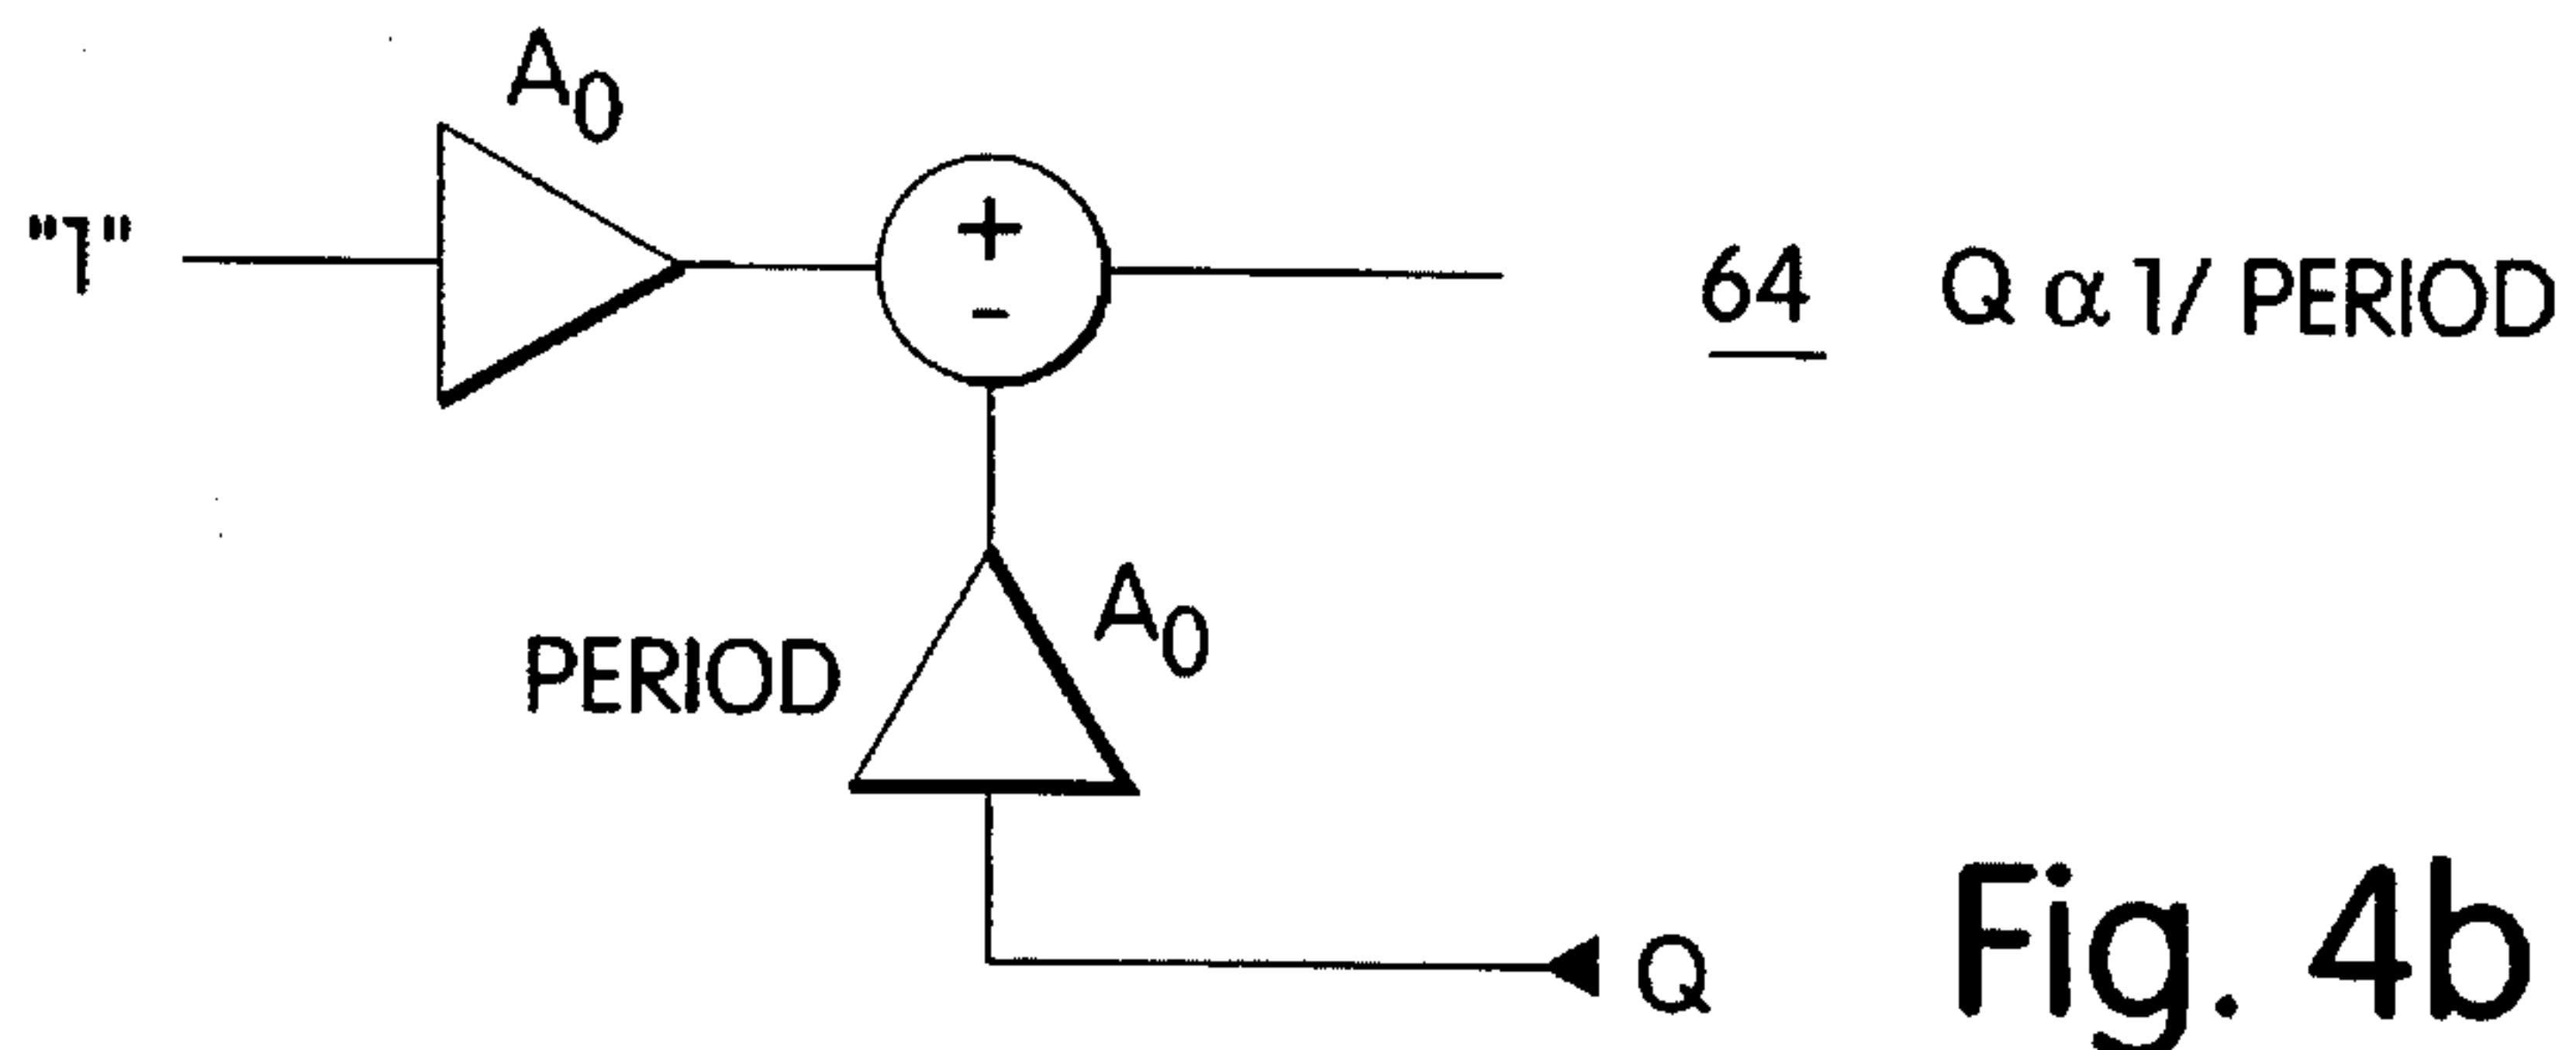 A0
"1"
64 Q α 1/ PERIOD
PERIOD
A0
Q
Fig. 4b